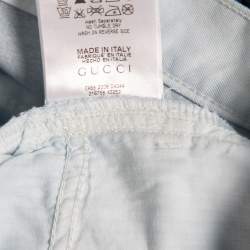 Wash Separately
NO TUMBLE DRY
WASH ON REVERSE SIDE
MADE IN ITALY
FABRIQUÉ EN ITALIE
HECHO EN ITALIA
GUCCI